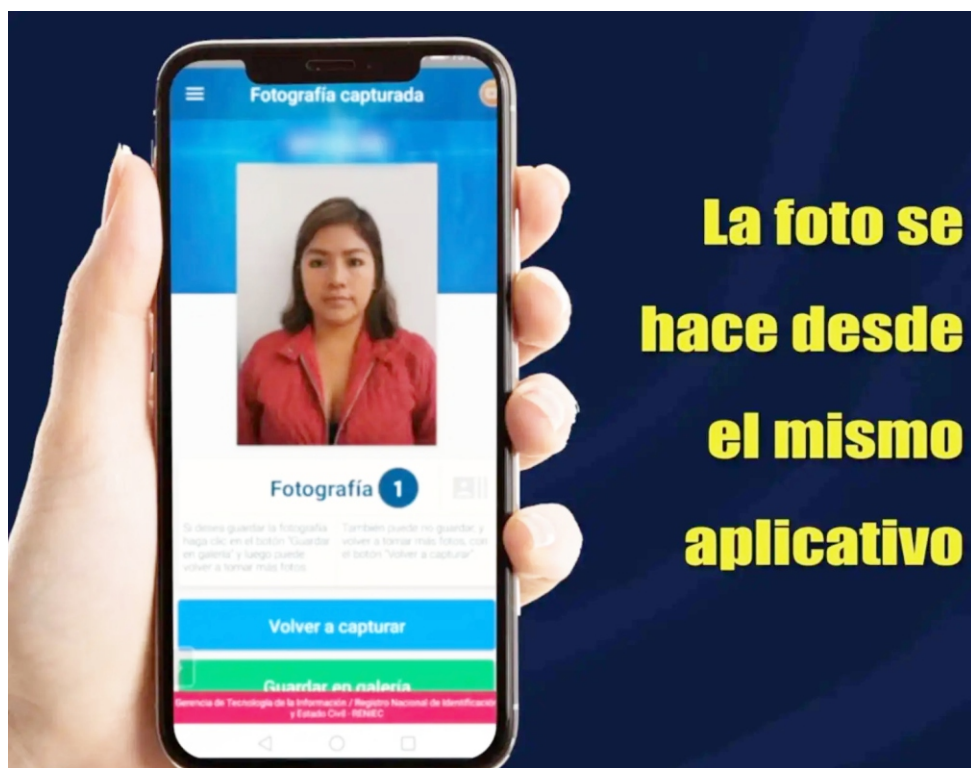 Fotografía capturada
Fotografía 1
Si desea guardar la fotografía
haga clic en el botón "Guardar
en galería" y luego puede
volver a tomar más fotos.
También puede no guardar, y
volver a tomar más fotos, con
el botón "Volver a capturar".
Volver a capturar
Guardar en galería
Gerencia de Tecnología de la Información / Registro Nacional de Identificación
y Estado Civil - RENIEC
La foto se
hace desde
el mismo
aplicativo